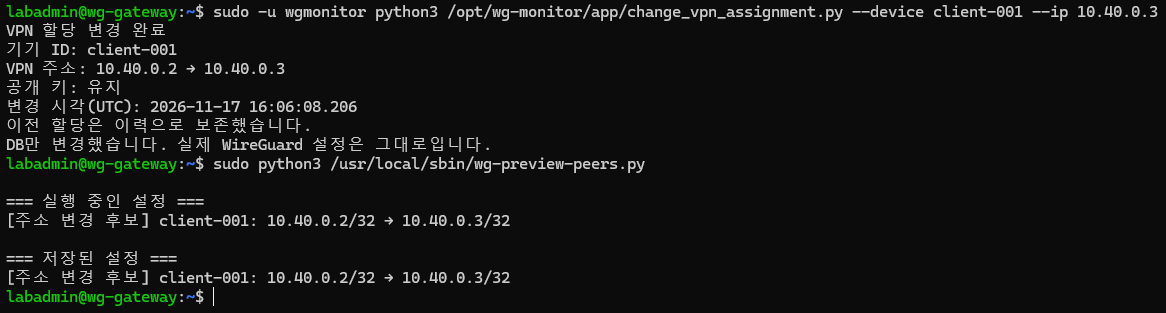 labadmin@wg-gateway:~$ sudo -u wgmonitor python3 /opt/wg-monitor/app/change_vpn_assignment.py --device client-001 --ip 10.40.0.3
VPN 할당 변경 완료
기기 ID: client-001
VPN 주소: 10.40.0.2 → 10.40.0.3
공개 키: 유지
변경 시각(UTC): 2026-11-17 16:06:08.206
이전 할당은 이력으로 보존했습니다.
DB만 변경했습니다. 실제 WireGuard 설정은 그대로입니다.
labadmin@wg-gateway:~$ sudo python3 /usr/local/sbin/wg-preview-peers.py
=== 실행 중인 설정 ===
[주소 변경 후보] client-001: 10.40.0.2/32 → 10.40.0.3/32
=== 저장된 설정 ===
[주소 변경 후보] client-001: 10.40.0.2/32 → 10.40.0.3/32
labadmin@wg-gateway:~$